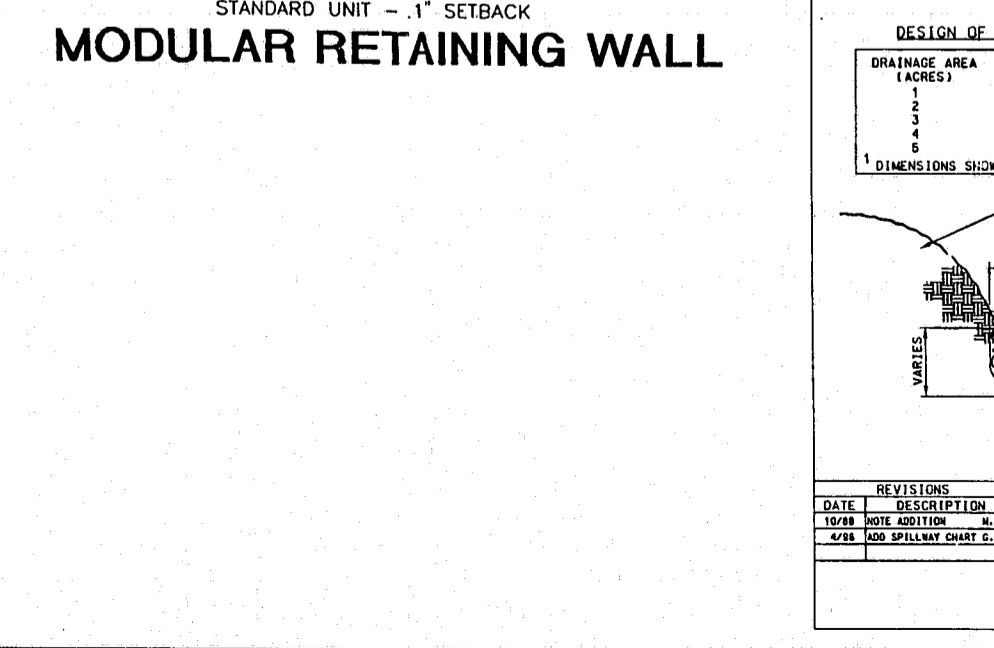 STANDARD UNIT - .1" SETBACK
MODULAR RETAINING WALL
DESIGN OF
DRAINAGE AREA
(ACRES)
1
2
3
4
5
1 DIMENSIONS
VARIES
REVISIONS
DATE DESCRIPTION
10/88 NOTE ADDITION M.
4/96 ADD SPILLWAY CHART G.